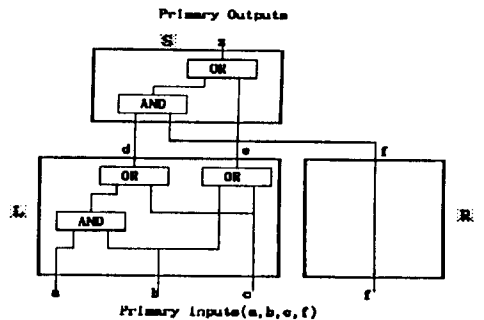 Primary Outputs
S z
OR
AND
d e f
OR OR
L AND R
a b c f
Primary inputs(a,b,c,f)